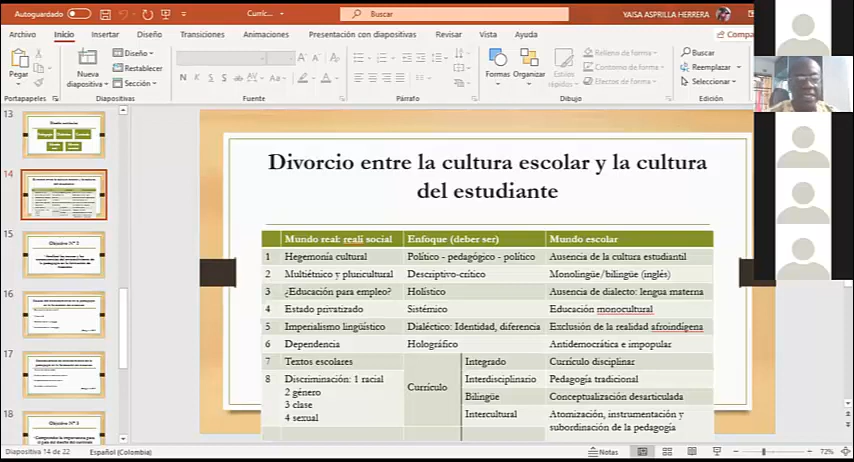 Autoguardado
Curríc...
Buscar
YAISA ASPRILLA HERRERA
Archivo Inicio Insertar Diseño Transiciones Animaciones Presentación con diapositivas Revisar Vista Ayuda Compa
Pegar
Nueva diapositiva
Diseño
Restablecer
Sección
N K S
Formas Organizar Estilos rápidos
Relleno de forma
Contorno de forma
Efectos de forma
Buscar
Reemplazar
Seleccionar
Portapapeles Diapositivas Fuente Párrafo Dibujo Edición
13
14
15
16
17
18
Divorcio entre la cultura escolar y la cultura
del estudiante
Mundo real: reali social Enfoque (deber ser) Mundo escolar
1 Hegemonía cultural Político - pedagógico - político Ausencia de la cultura estudiantil
2 Multiétnico y pluricultural Descriptivo-crítico Monolingüe/bilingüe (inglés)
3 ¿Educación para empleo? Holístico Ausencia de dialecto: lengua materna
4 Estado privatizado Sistémico Educación monocultural
5 Imperialismo lingüístico Dialéctico: Identidad, diferencia Exclusión de la realidad afroindígena
6 Dependencia Holográfico Antidemocrática e impopular
7 Textos escolares Integrado Currículo disciplinar
8 Discriminación: 1 racial Currículo Interdisciplinario Pedagogía tradicional
2 género Bilingüe Conceptualización desarticulada
3 clase Intercultural Atomización, instrumentación y
4 sexual subordinación de la pedagogía
Diapositiva 14 de 22 Español (Colombia) Notas 72%